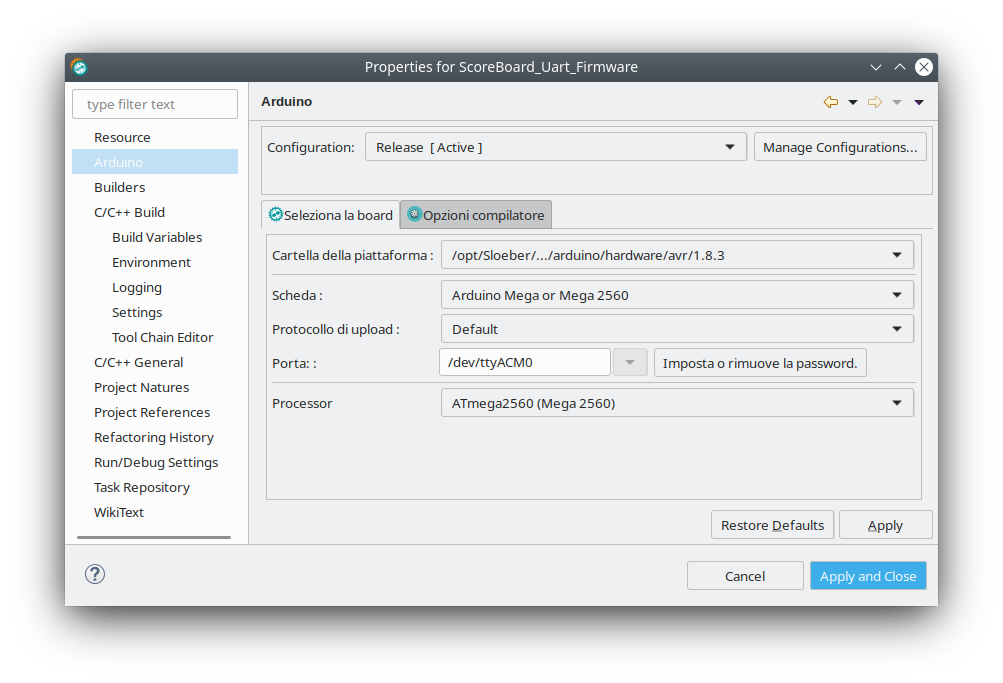 Properties for ScoreBoard_Uart_Firmware
type filter text
Resource
Arduino
Builders
C/C++ Build
Build Variables
Environment
Logging
Settings
Tool Chain Editor
C/C++ General
Project Natures
Project References
Refactoring History
Run/Debug Settings
Task Repository
WikiText
Arduino
Configuration: Release [ Active ] Manage Configurations...
Seleziona la board Opzioni compilatore
Cartella della piattaforma : /opt/Sloeber/.../arduino/hardware/avr/1.8.3
Scheda : Arduino Mega or Mega 2560
Protocollo di upload : Default
Porta: : /dev/ttyACM0 Imposta o rimuove la password.
Processor ATmega2560 (Mega 2560)
Restore Defaults Apply
? Cancel Apply and Close